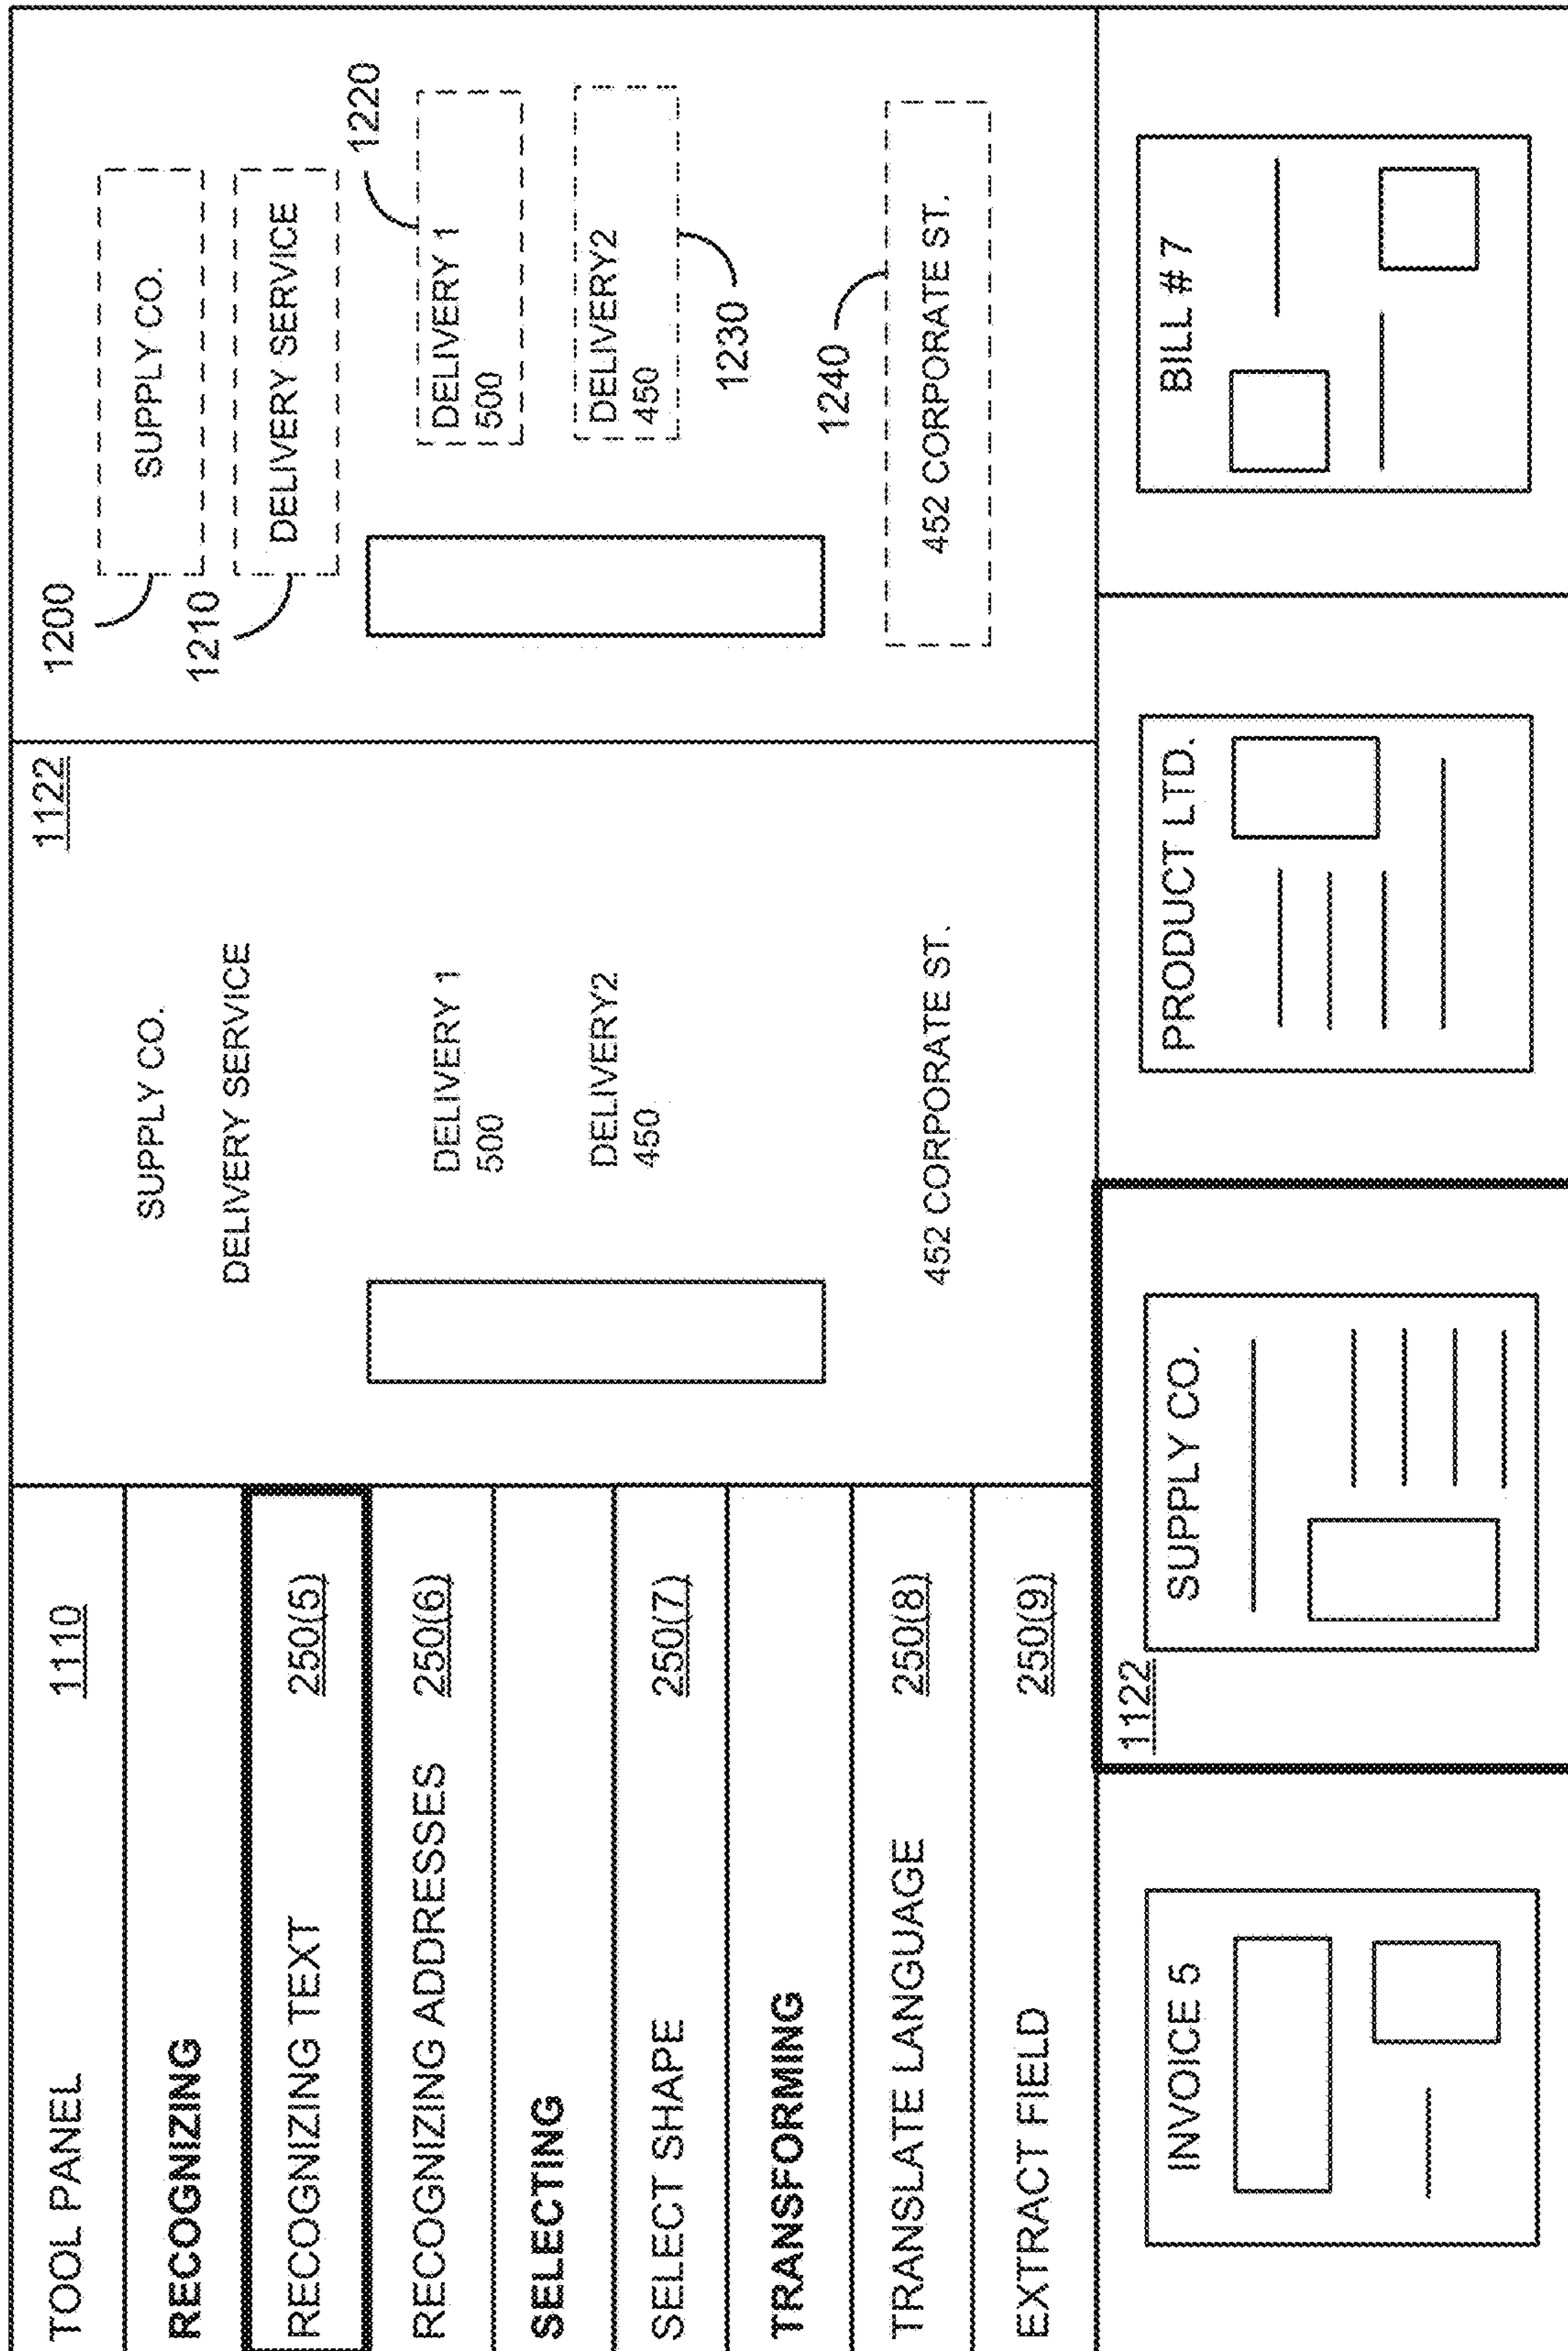 TOOL PANEL 1110
RECOGNIZING
RECOGNIZING TEXT 250(5)
RECOGNIZING ADDRESSES 250(6)
SELECTING
SELECT SHAPE 250(7)
TRANSFORMING
TRANSLATE LANGUAGE 250(8)
EXTRACT FIELD 250(9)
1122
SUPPLY CO.
DELIVERY SERVICE
DELIVERY 1
500
DELIVERY2
450
452 CORPORATE ST.
1200
SUPPLY CO.
1210
DELIVERY SERVICE
1220
DELIVERY 1
500
DELIVERY2
450
1230
1240
452 CORPORATE ST.
INVOICE 5
1122
SUPPLY CO.
PRODUCT LTD.
BILL # 7